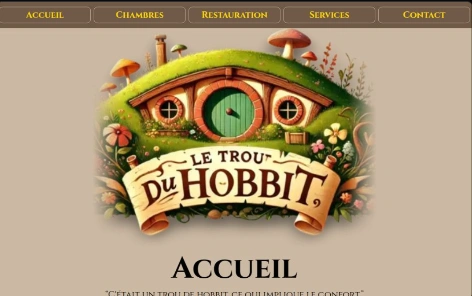 Accueil
Chambres
Restauration
Services
Contact
LE TROU
Du HOBBIT,
Accueil
"C'était un trou de hobbit, ce qui implique le confort."